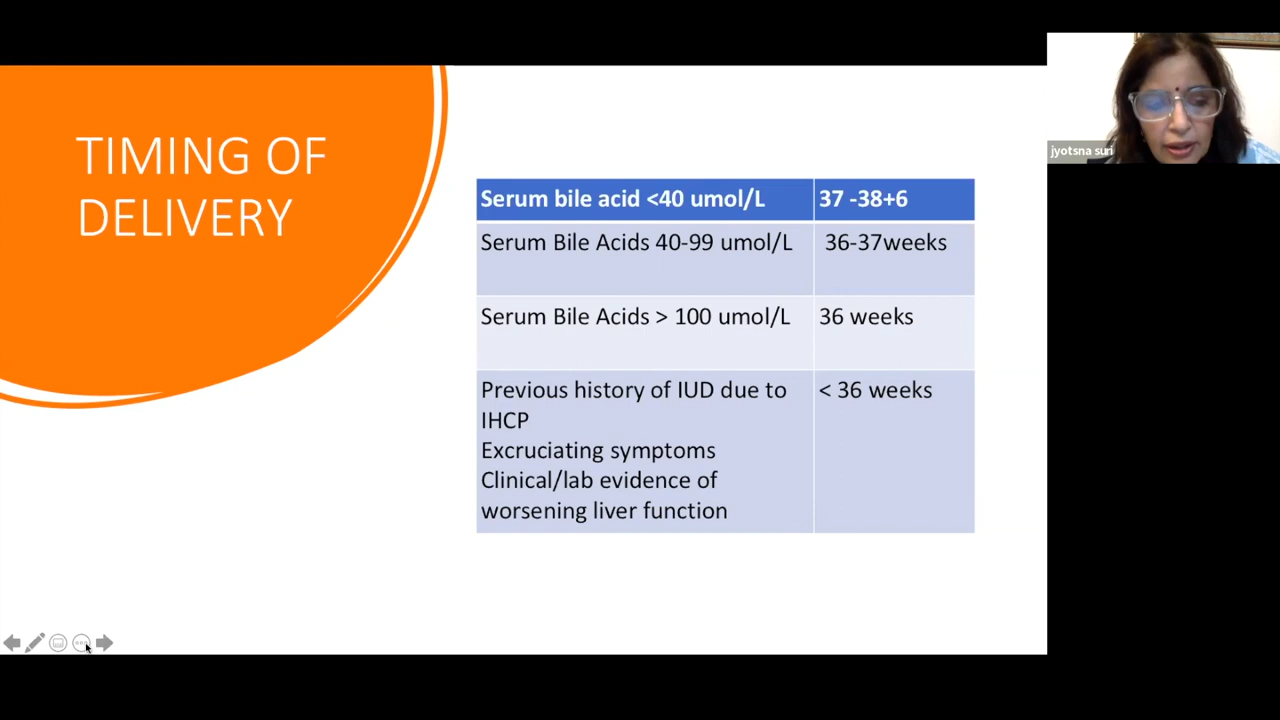 TIMING OF
DELIVERY
Serum bile acid <40 umol/L 37 -38+6
Serum Bile Acids 40-99 umol/L 36-37weeks
Serum Bile Acids > 100 umol/L 36 weeks
Previous history of IUD due to < 36 weeks
IHCP
Excruciating symptoms
Clinical/lab evidence of
worsening liver function
jyotsna suri